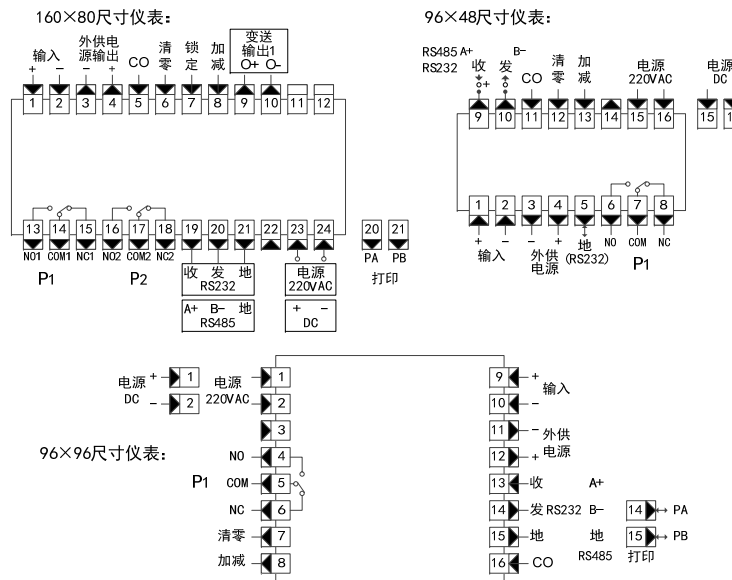 160×80尺寸仪表：
输入 外供电源输出 CO 清零 锁定 加减 变送输出1
+ − − + O+ O−
1 2 3 4 5 6 7 8 9 10 11 12
13 14 15 16 17 18 19 20 21 22 23 24 20 21
NO1 COM1 NC1 NO2 COM2 NC2 收 发 地 电源 PA PB
P1 P2 RS232 220VAC 打印
A+ B− 地 + −
RS485 DC
96×48尺寸仪表：
RS485 A+ B− 清零 加减 电源 电源
RS232 收 发 CO 220VAC DC
+
9 10 11 12 13 14 15 16 15
1 2 3 4 5 6 7 8
+ − − + 地 NO COM NC
输入 外供电源 (RS232) P1
96×96尺寸仪表：
电源 + 1 电源 1
DC − 2 220VAC 2
3
NO 4
P1 COM 5
NC 6
清零 7
加减 8
9 + 输入
10 −
11 − 外供
12 + 电源
13 收 A+
14 发 RS232 B− 14 PA
15 地 地 15 PB
16 CO RS485 打印